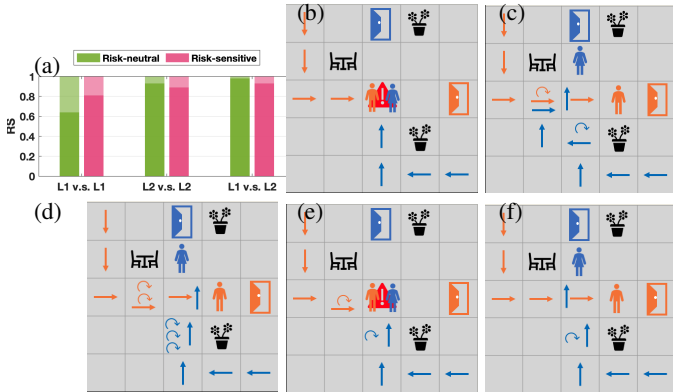 (a)
Risk-neutral
Risk-sensitive
RS
1
0.8
0.6
0.4
0.2
0
L1 v.s. L1
L2 v.s. L2
L1 v.s. L2
(b)
(c)
(d)
(e)
(f)